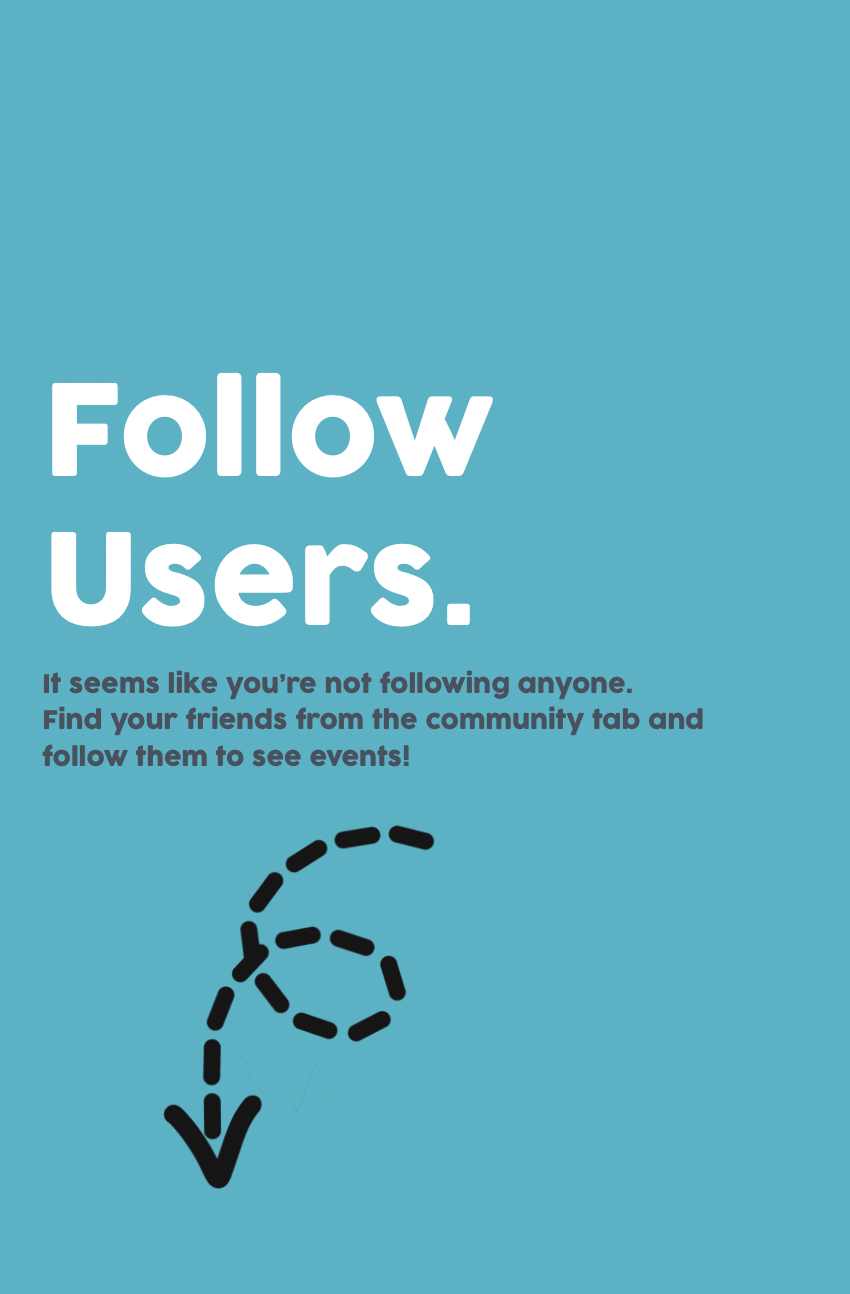 Follow
Users.
It seems like you’re not following anyone.
Find your friends from the community tab and
follow them to see events!